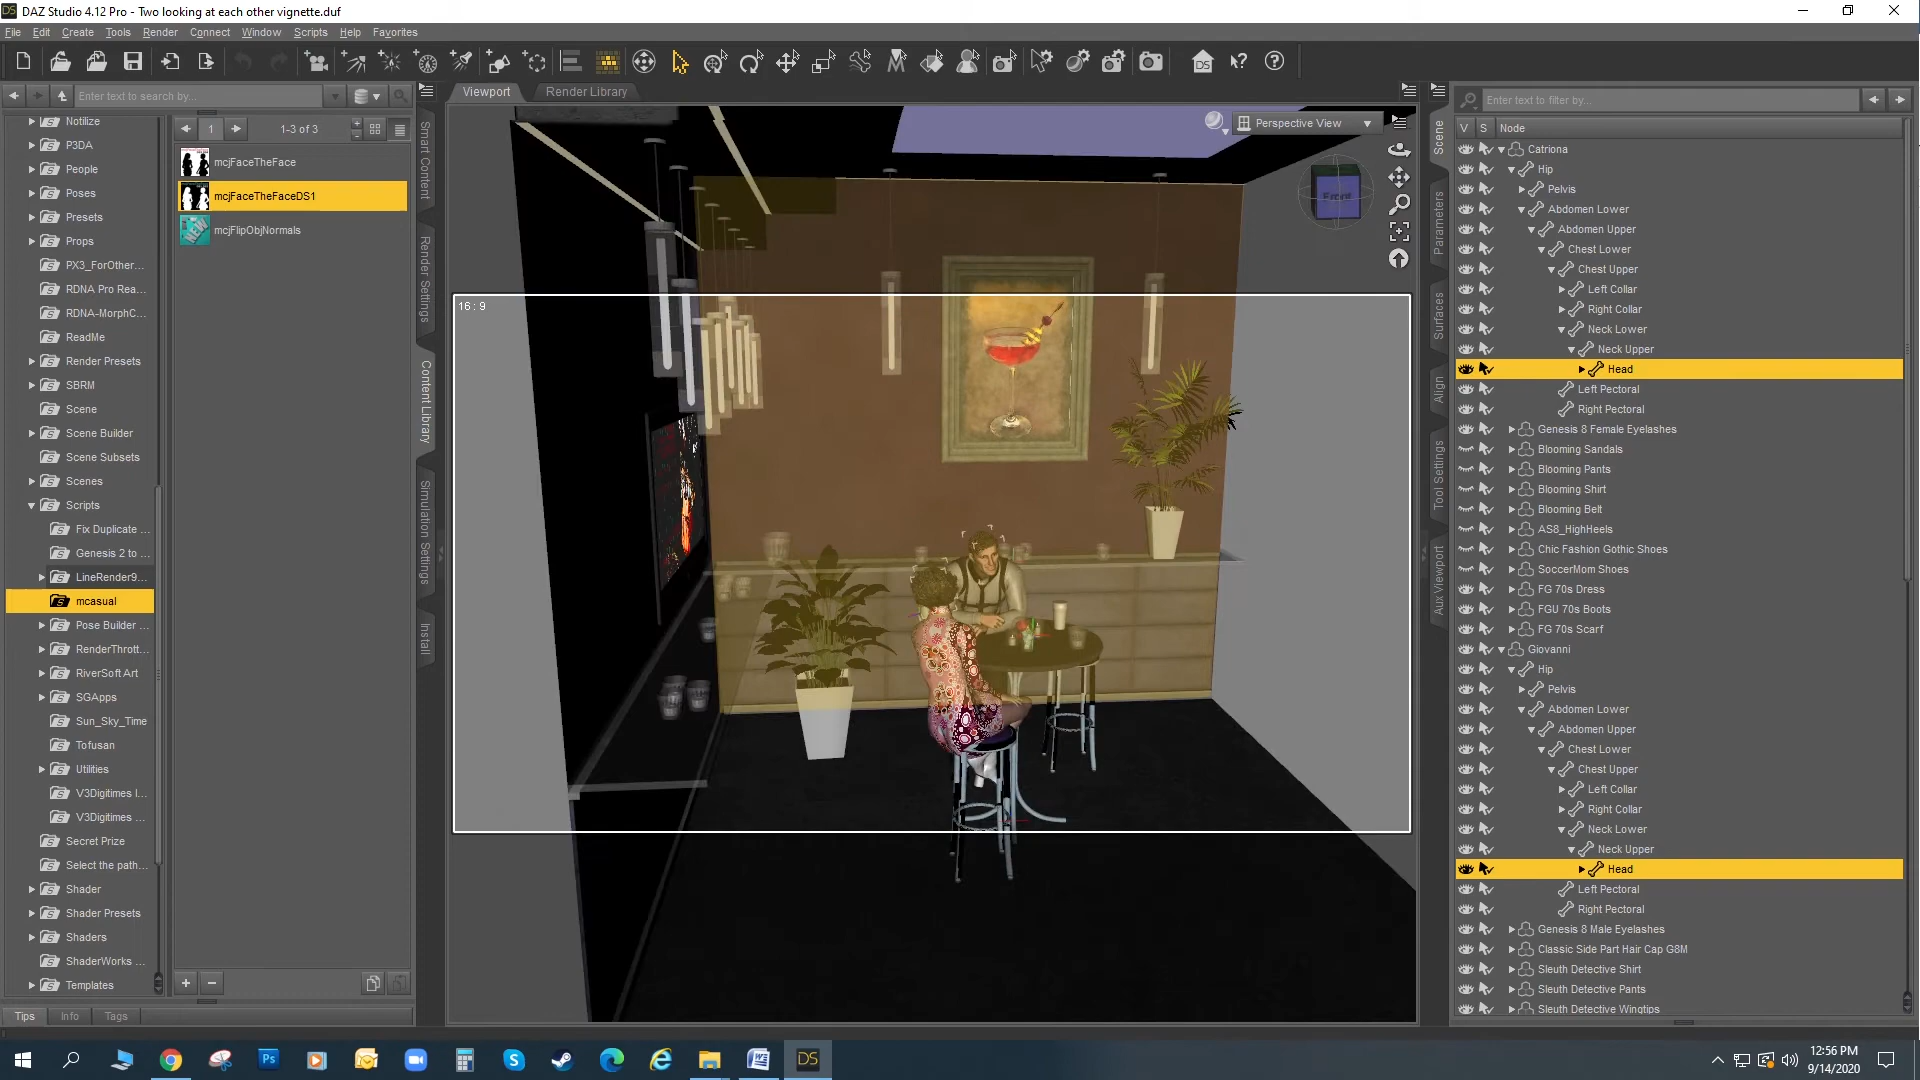 DAZ Studio 4.12 Pro - Two looking at each other vignette.duf
File Edit Create Tools Render Connect Window Scripts Help Favorites
Enter text to search by...
Notilize
P3DA
People
Poses
Presets
Props
PX3_ForOther...
RDNA Pro Rea...
RDNA-MorphC...
ReadMe
Render Presets
SBRM
Scene
Scene Builder
Scene Subsets
Scenes
Scripts
Fix Duplicate ...
Genesis 2 to ...
LineRender9...
mcasual
Pose Builder ...
RenderThrott...
RiverSoft Art
SGApps
Sun_Sky_Time
Tofusan
Utilities
V3Digitimes I...
V3Digitimes ...
Secret Prize
Select the path...
Shader
Shader Presets
Shaders
ShaderWorks ...
Templates
Tips Info Tags
1 1-3 of 3
mcjFaceTheFace
mcjFaceTheFaceDS1
mcjFlipObjNormals
Smart Content
Render Settings
Content Library
Simulation Settings
Install
Viewport Render Library
Perspective View
Front
16 : 9
Scene
Parameters
Surfaces
Align
Tool Settings
Aux Viewport
Enter text to filter by...
V S Node
Catriona
Hip
Pelvis
Abdomen Lower
Abdomen Upper
Chest Lower
Chest Upper
Left Collar
Right Collar
Neck Lower
Neck Upper
Head
Left Pectoral
Right Pectoral
Genesis 8 Female Eyelashes
Blooming Sandals
Blooming Pants
Blooming Shirt
Blooming Belt
AS8_HighHeels
Chic Fashion Gothic Shoes
SoccerMom Shoes
FG 70s Dress
FGU 70s Boots
FG 70s Scarf
Giovanni
Hip
Pelvis
Abdomen Lower
Abdomen Upper
Chest Lower
Chest Upper
Left Collar
Right Collar
Neck Lower
Neck Upper
Head
Left Pectoral
Right Pectoral
Genesis 8 Male Eyelashes
Classic Side Part Hair Cap G8M
Sleuth Detective Shirt
Sleuth Detective Pants
Sleuth Detective Wingtips
12:56 PM
9/14/2020